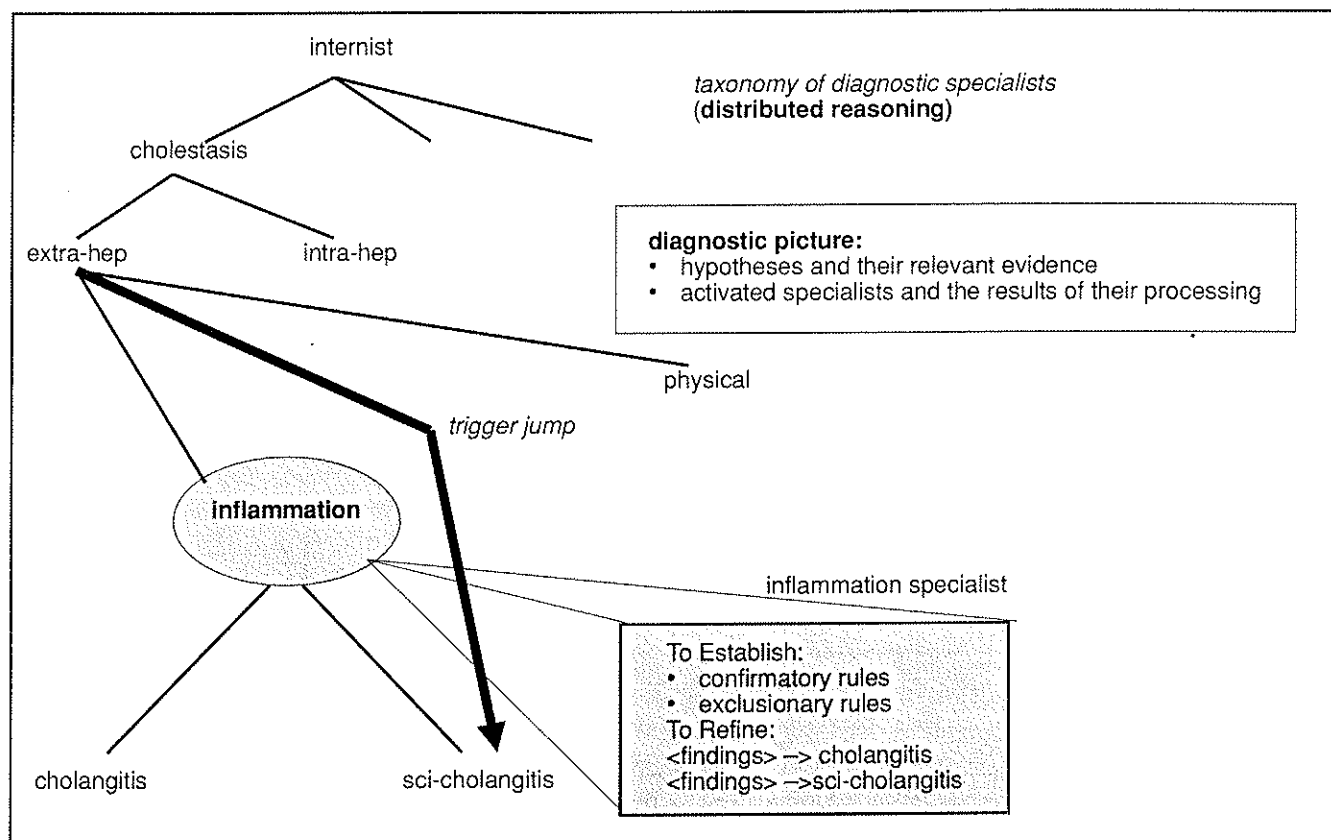 internist
taxonomy of diagnostic specialists
(distributed reasoning)
cholestasis
extra-hep
intra-hep
diagnostic picture:
• hypotheses and their relevant evidence
• activated specialists and the results of their processing
physical
trigger jump
inflammation
inflammation specialist
To Establish:
• confirmatory rules
• exclusionary rules
To Refine:
<findings> –> cholangitis
<findings> –>sci-cholangitis
cholangitis
sci-cholangitis